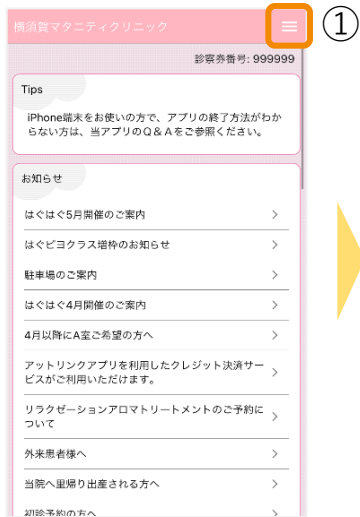 横須賀マタニティクリニック
①
診察券番号: 999999
Tips
iPhone端末をお使いの方で、アプリの終了方法がわか
らない方は、当アプリのＱ＆Ａをご参照ください。
お知らせ
はぐはぐ5月開催のご案内
はぐピヨクラス増枠のお知らせ
駐車場のご案内
はぐはぐ4月開催のご案内
4月以降にA室ご希望の方へ
アットリンクアプリを利用したクレジット決済サー
ビスがご利用いただけます。
リラクゼーションアロマトリートメントのご予約に
ついて
外来患者様へ
当院へ里帰り出産される方へ
初診予約の方へ